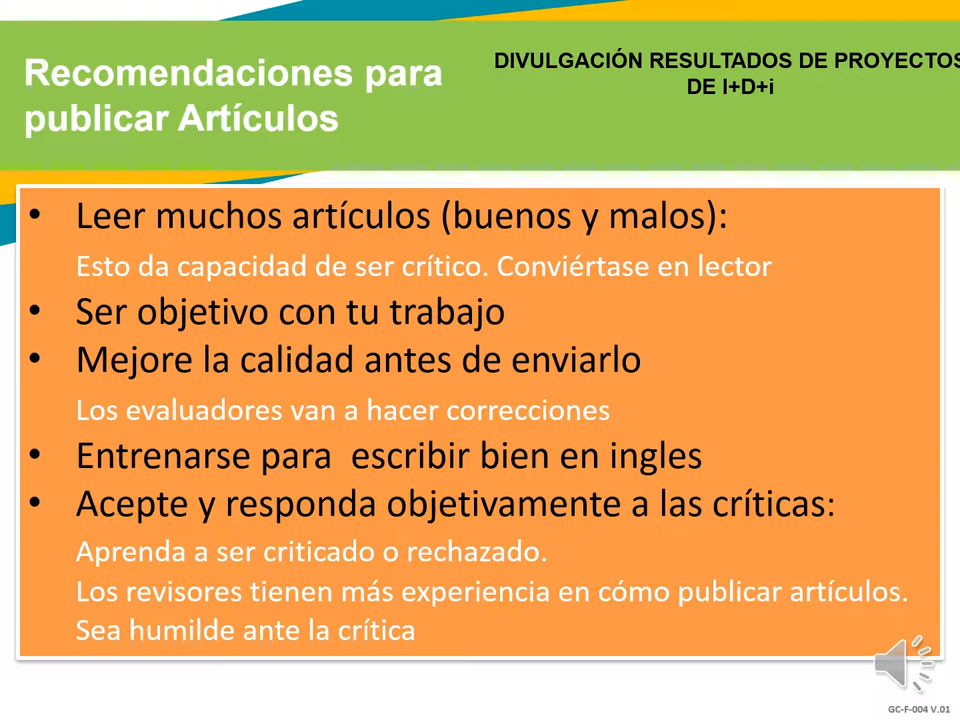 Recomendaciones para
publicar Artículos
DIVULGACIÓN RESULTADOS DE PROYECTOS
DE I+D+i
• Leer muchos artículos (buenos y malos):
Esto da capacidad de ser crítico. Conviértase en lector
• Ser objetivo con tu trabajo
• Mejore la calidad antes de enviarlo
Los evaluadores van a hacer correcciones
• Entrenarse para  escribir bien en ingles
• Acepte y responda objetivamente a las críticas:
Aprenda a ser criticado o rechazado.
Los revisores tienen más experiencia en cómo publicar artículos.
Sea humilde ante la crítica
GC-F-004 V.01